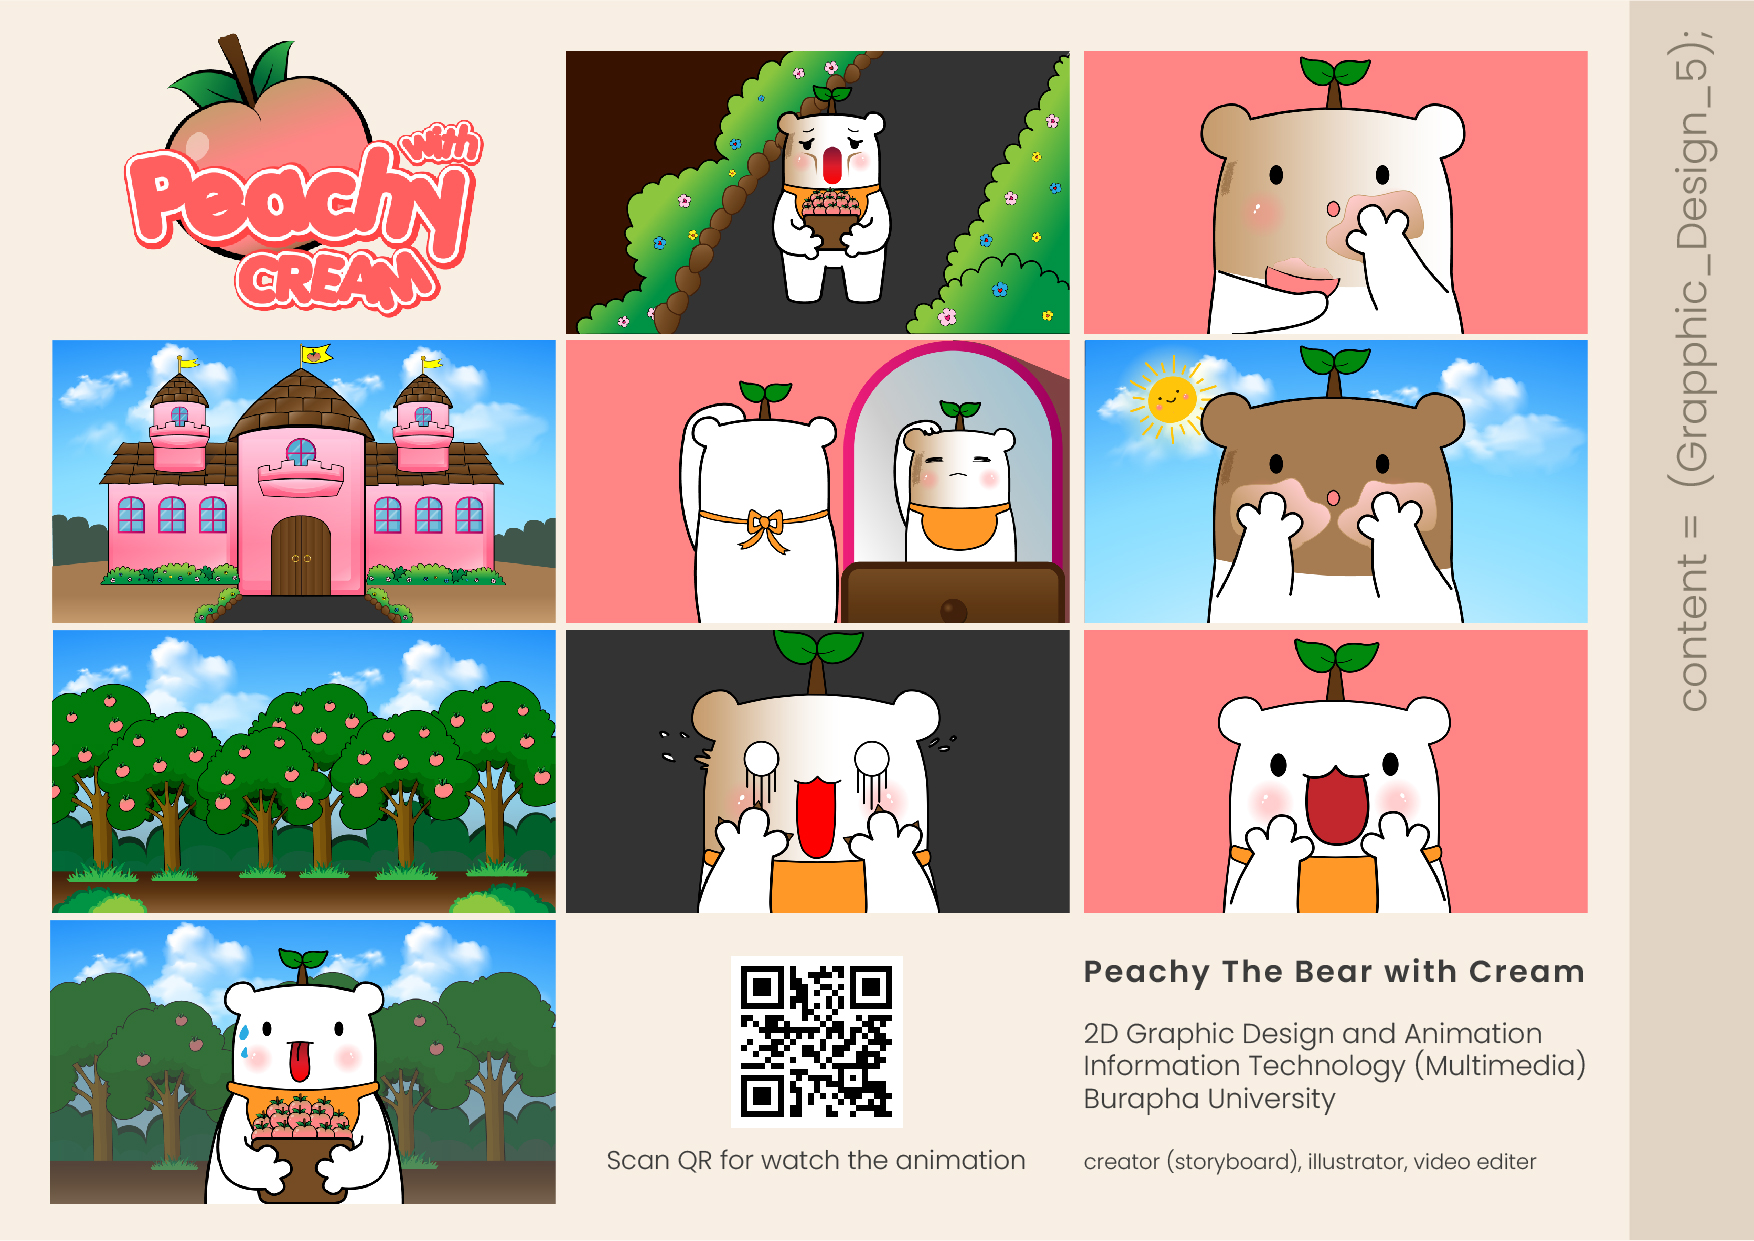 Peachy
with
CREAM
Scan QR for watch the animation
Peachy The Bear with Cream
2D Graphic Design and Animation
Information Technology (Multimedia)
Burapha University
creator (storyboard), illustrator, video editer
content = (Grapphic_Design_5);